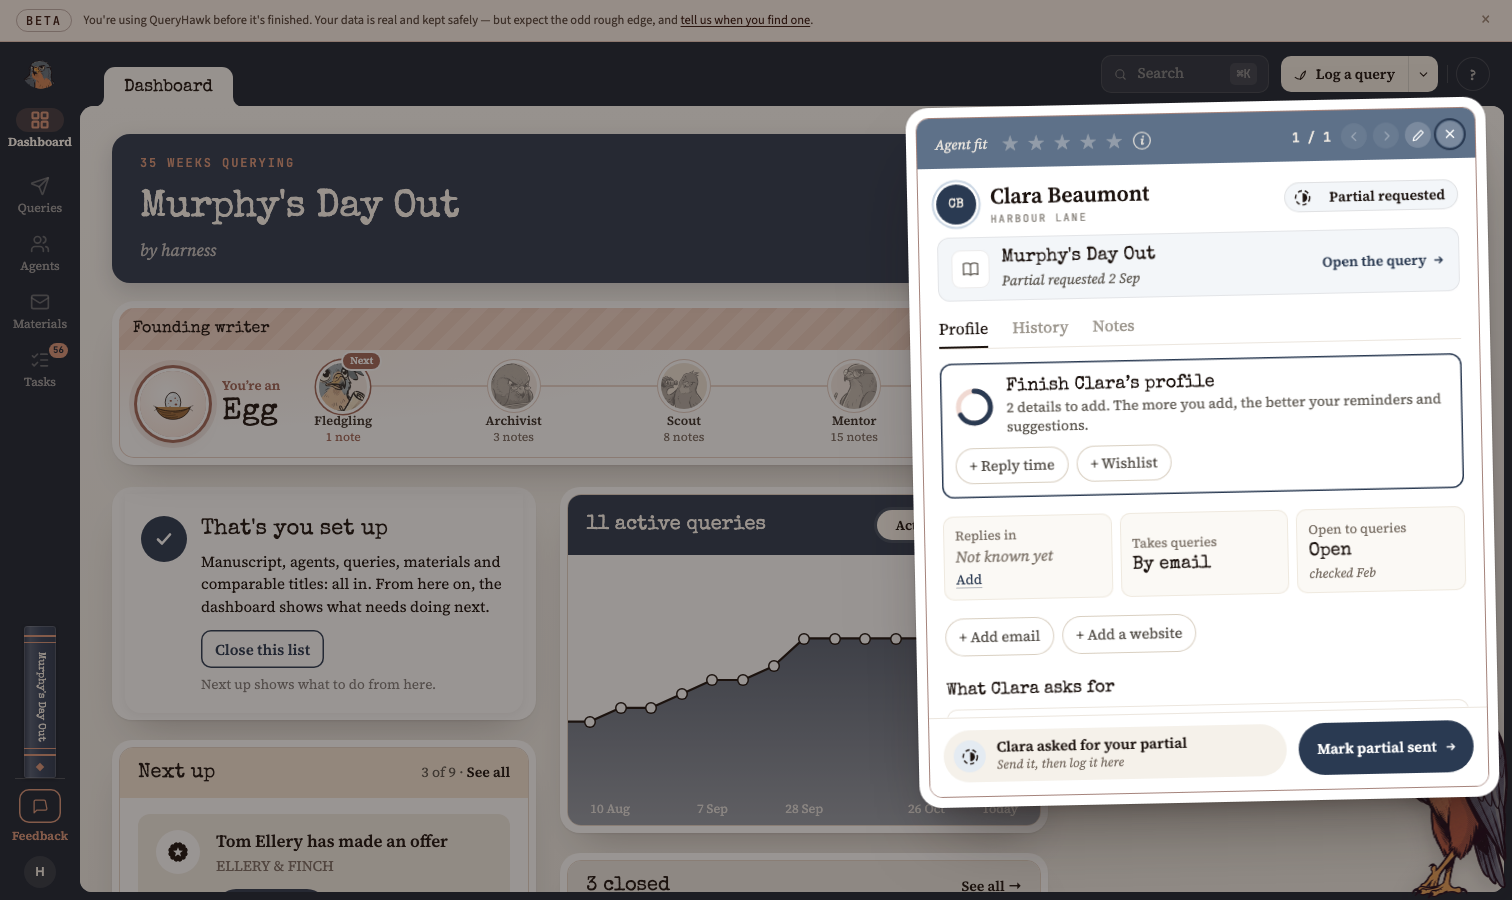 BETA
You're using QueryHawk before it's finished. Your data is real and kept safely — but expect the odd rough edge, and tell us when you find one.
Dashboard
Search
⌘K
Log a query
?
Dashboard
Queries
Agents
Materials
56
Tasks
Murphy's Day Out
Feedback
H
35 WEEKS QUERYING
Murphy's Day Out
by harness
Founding writer
You're an
Egg
Next
Fledgling
1 note
Archivist
3 notes
Scout
8 notes
Mentor
15 notes
That's you set up
Manuscript, agents, queries, materials and
comparable titles: all in. From here on, the
dashboard shows what needs doing next.
Close this list
Next up shows what to do from here.
Next up
3 of 9 · See all
Tom Ellery has made an offer
ELLERY & FINCH
11 active queries
10 Aug
7 Sep
28 Sep
26 Oct
Today
3 closed
See all →
Agent fit
1 / 1
CB
Clara Beaumont
HARBOUR LANE
Partial requested
Murphy's Day Out
Partial requested 2 Sep
Open the query →
Profile
History
Notes
Finish Clara's profile
2 details to add. The more you add, the better your reminders and
suggestions.
+ Reply time
+ Wishlist
Replies in
Not known yet
Add
Takes queries
By email
Open to queries
Open
checked Feb
+ Add email
+ Add a website
What Clara asks for
Clara asked for your partial
Send it, then log it here
Mark partial sent →